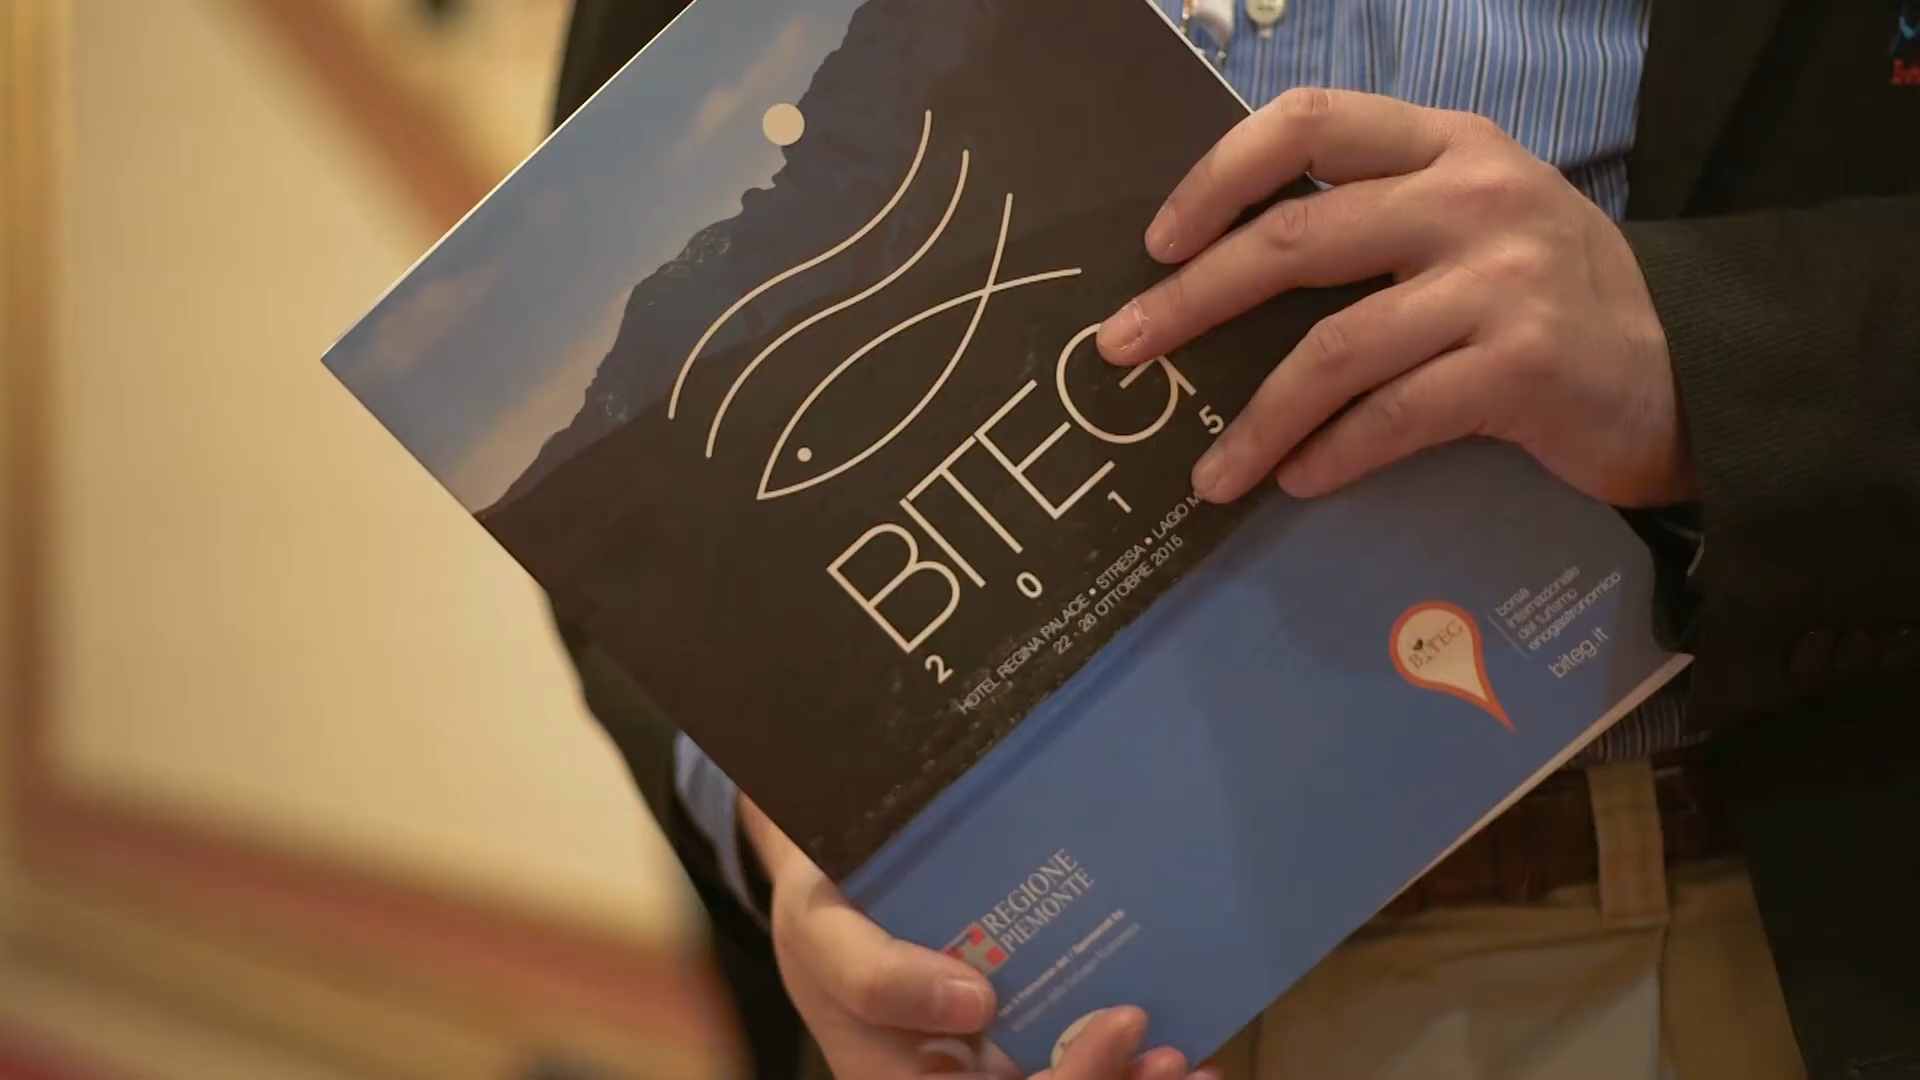 BITEG
2 0 1 5
HOTEL REGINA PALACE • STRESA • LAGO M
22 - 26 OTTOBRE 2015
BITEG
borsa
internazionale
del turismo
enogastronomico
biteg.it
REGIONE
PIEMONTE